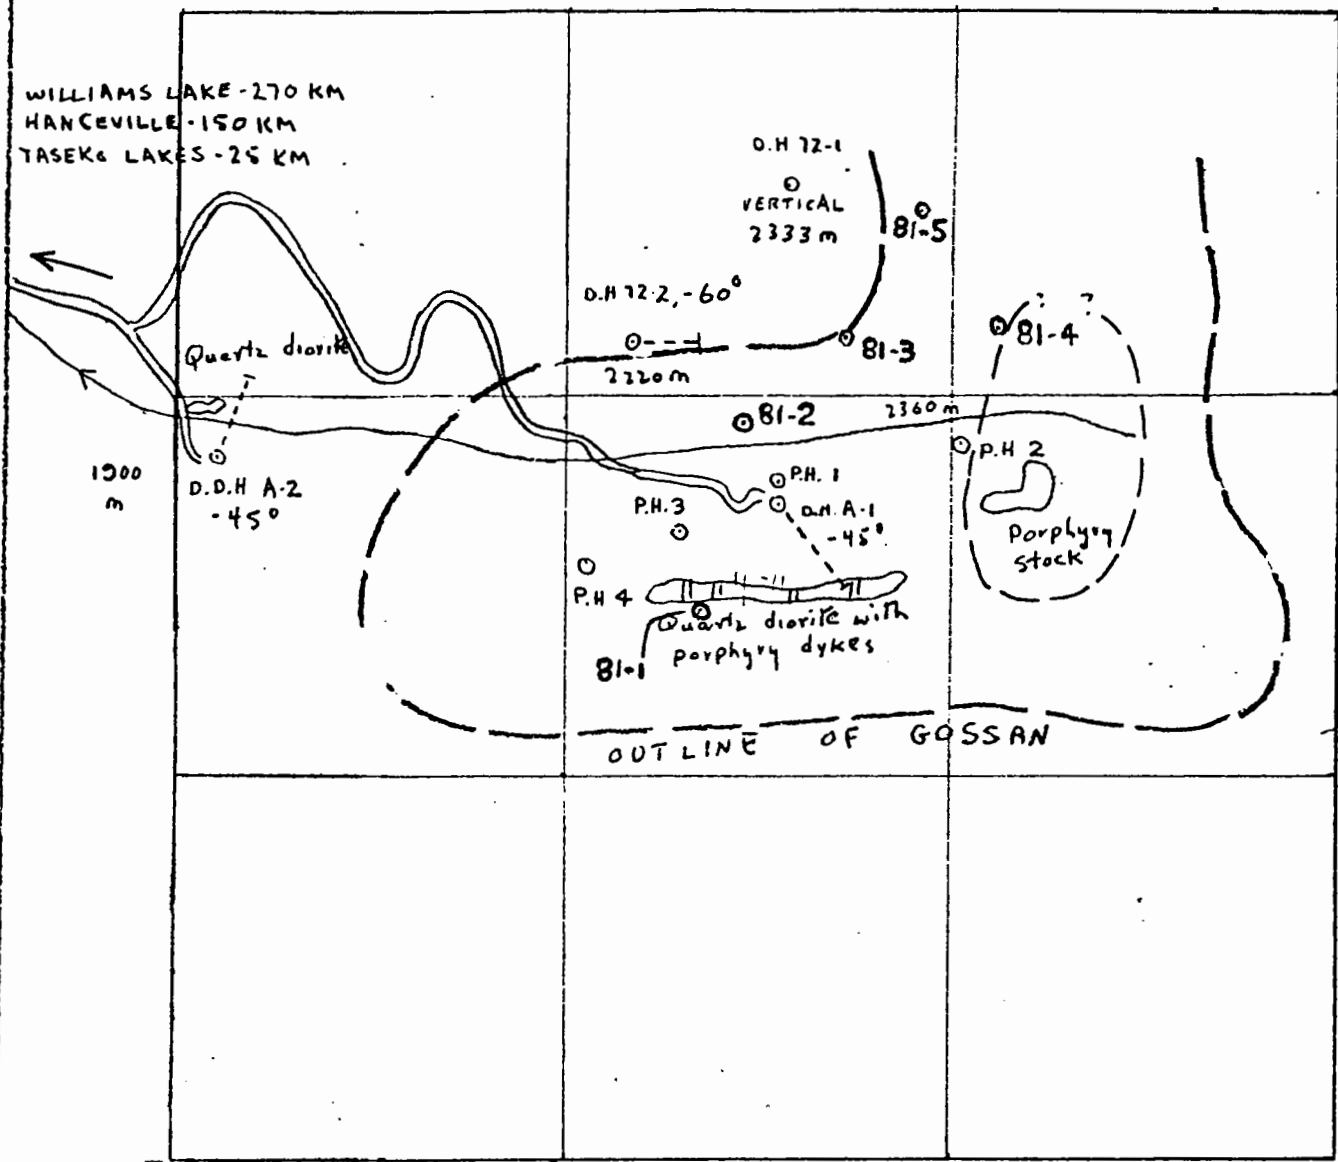 WILLIAMS LAKE - 270 KM
HANCEVILLE - 150 KM
TASEKO LAKES - 25 KM
D.H 72-1
VERTICAL
2333 m
81-5
D.H 72-2, -60°
2220 m
81-3
? ?
81-4
Quartz diorite
81-2
2360 m
P.H 2
1900
m
D.D.H A-2
-45°
P.H. 1
D.H. A-1
-45°
P.H. 3
Porphyry
stock
P.H 4
Quartz diorite with
porphyry dykes
81-1
OUTLINE OF GOSSAN